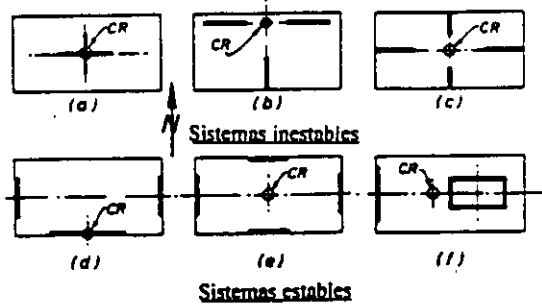 CR CR CR
(a) (b) (c)
N
Sistemas inestables
CR CR CR
(d) (e) (f)
Sistemas estables